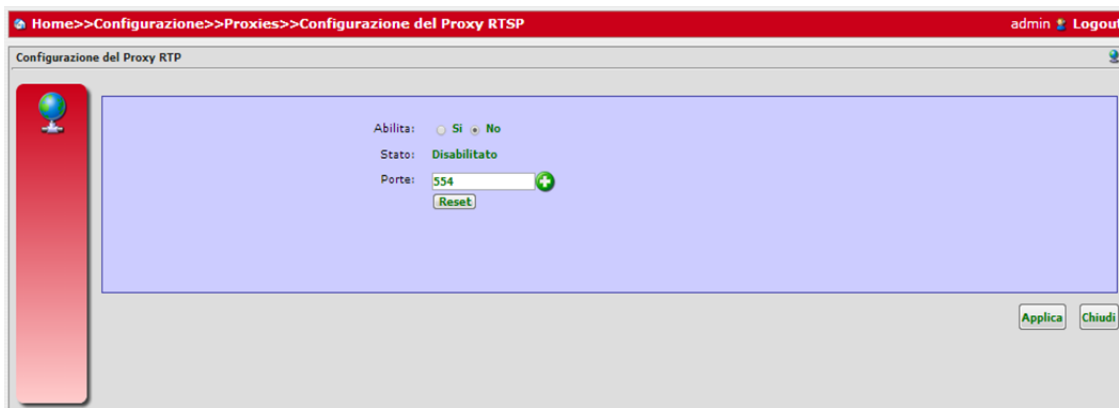 Home>>Configurazione>>Proxies>>Configurazione del Proxy RTSP admin Logout
Configurazione del Proxy RTP
Abilita: Si No
Stato: Disabilitato
Porte: 554
Reset
Applica Chiudi